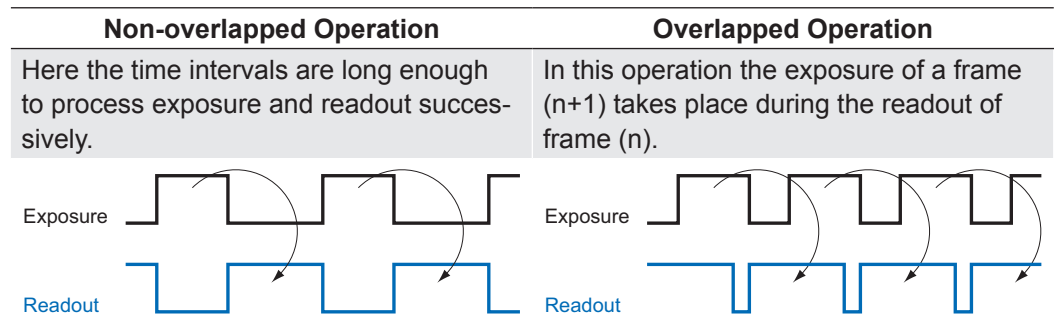 Non-overlapped Operation
Overlapped Operation
Here the time intervals are long enough
to process exposure and readout succes-
sively.
In this operation the exposure of a frame
(n+1) takes place during the readout of
frame (n).
Exposure
Readout
Exposure
Readout